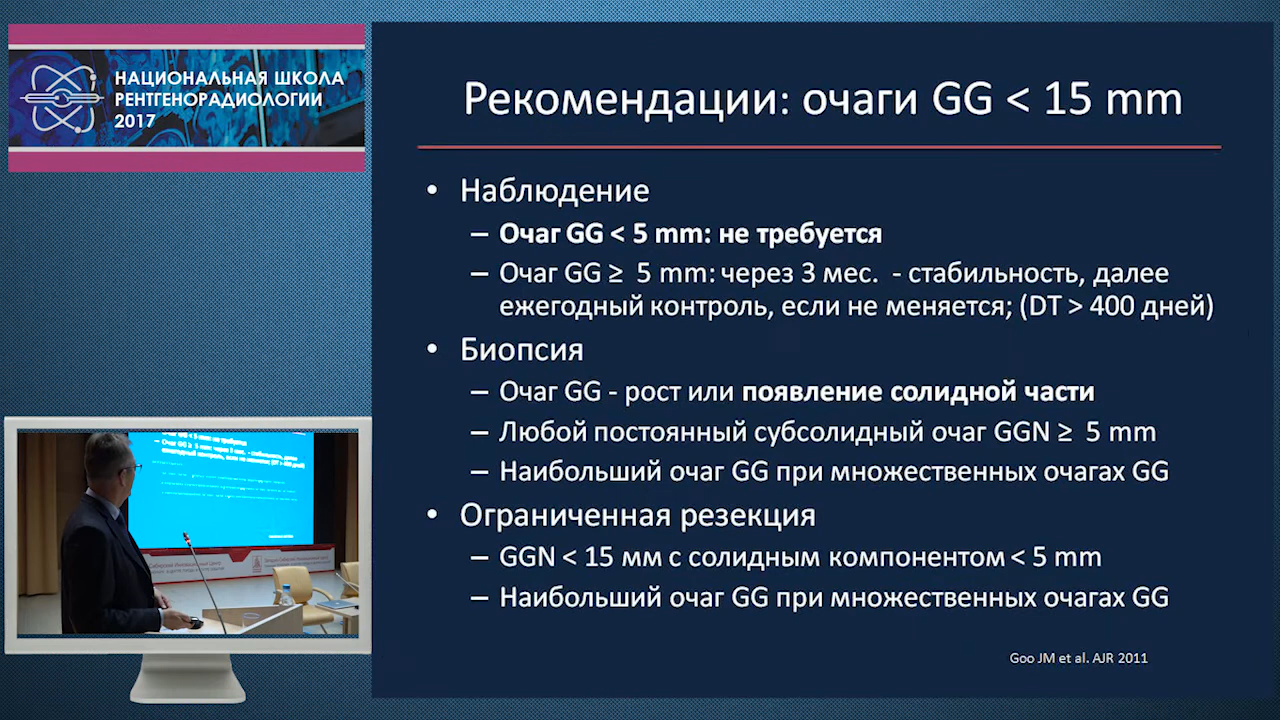 НАЦИОНАЛЬНАЯ ШКОЛА
РЕНТГЕНОРАДИОЛОГИИ
2017
Рекомендации: очаги GG < 15 mm
• Наблюдение
– Очаг GG < 5 mm: не требуется
– Очаг GG ≥ 5 mm: через 3 мес. - стабильность, далее
ежегодный контроль, если не меняется; (DT > 400 дней)
• Биопсия
– Очаг GG - рост или появление солидной части
– Любой постоянный субсолидный очаг GGN ≥ 5 mm
– Наибольший очаг GG при множественных очагах GG
• Ограниченная резекция
– GGN < 15 мм с солидным компонентом < 5 mm
– Наибольший очаг GG при множественных очагах GG
Goo JM et al. AJR 2011